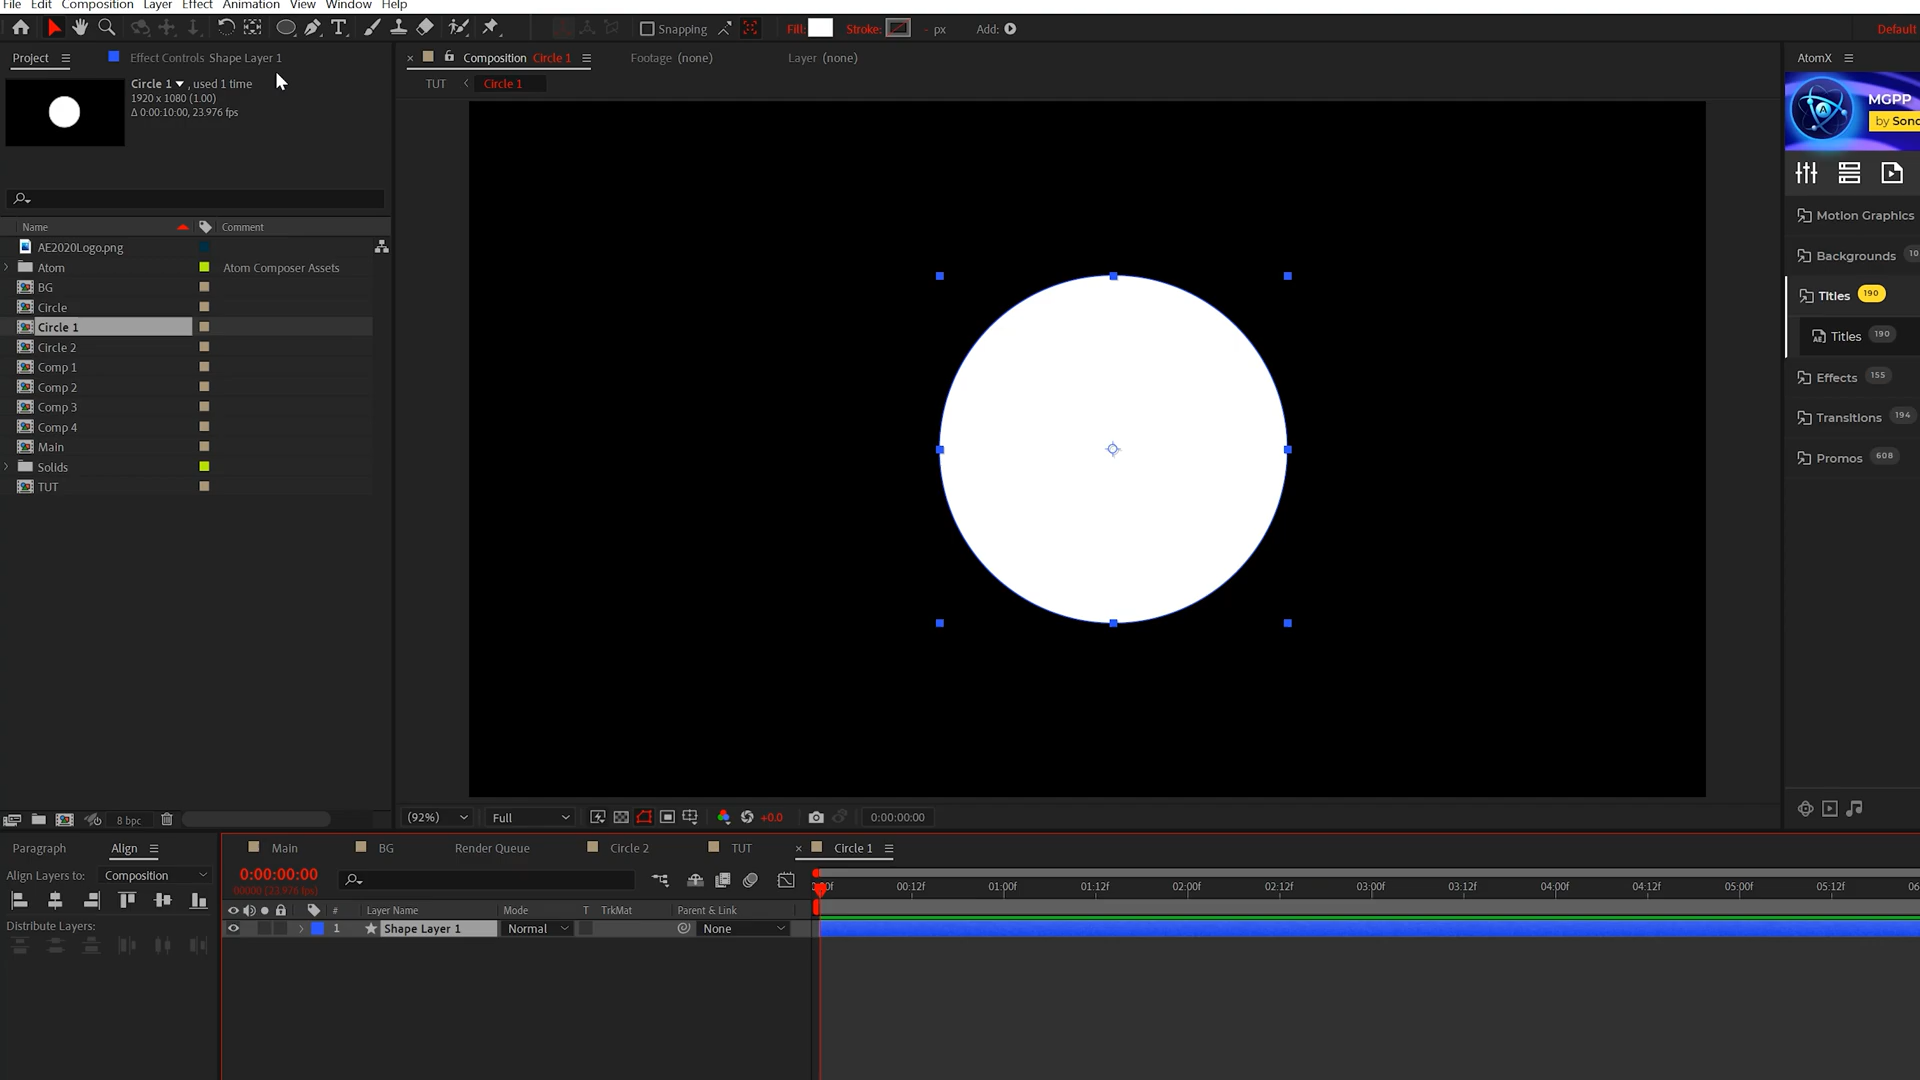 File Edit Composition Layer Effect Animation View Window Help
Snapping Fill: Stroke: - px Add: Default
Project Effect Controls Shape Layer 1
Composition Circle 1 Footage (none) Layer (none)
AtomX
TUT < Circle 1
Circle 1 , used 1 time
1920 x 1080 (1.00)
Δ 0:00:10:00, 23.976 fps
MGPP
by Sonc
Name Comment
AE2020Logo.png
Atom Atom Composer Assets
BG
Circle
Circle 1
Circle 2
Comp 1
Comp 2
Comp 3
Comp 4
Main
Solids
TUT
Motion Graphics
Backgrounds 10
Titles 190
Titles 190
Effects 155
Transitions 194
Promos 608
8 bpc
(92%) Full +0.0 0:00:00:00
Paragraph Align
Main BG Render Queue Circle 2 TUT × Circle 1
Align Layers to: Composition
0:00:00:00
00000 (23.976 fps)
00:12f 01:00f 01:12f 02:00f 02:12f 03:00f 03:12f 04:00f 04:12f 05:00f 05:12f 06
# Layer Name Mode T TrkMat Parent & Link
Distribute Layers:
1 Shape Layer 1 Normal None